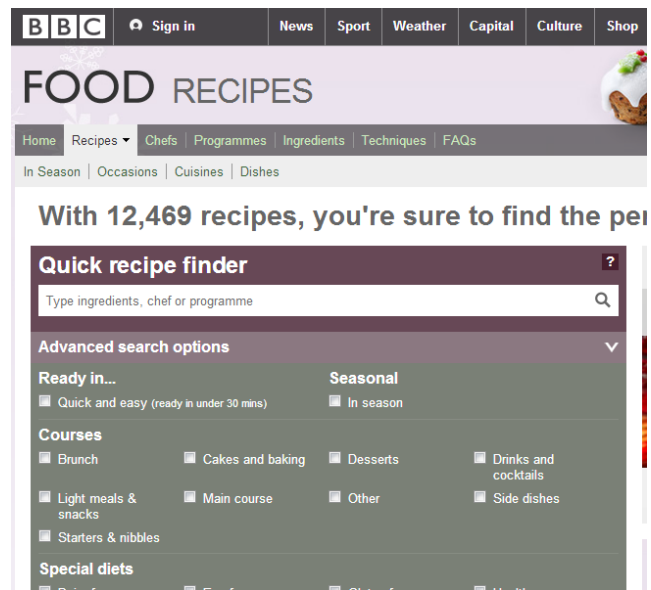 BBC Sign in News Sport Weather Capital Culture Shop
FOOD RECIPES
Home Recipes Chefs Programmes Ingredients Techniques FAQs
In Season Occasions Cuisines Dishes
With 12,469 recipes, you're sure to find the
Quick recipe finder ?
Type ingredients, chef or programme
Advanced search options
Ready in... Seasonal
Quick and easy (ready in under 30 mins) In season
Courses
Brunch Cakes and baking Desserts Drinks and
cocktails
Light meals & Main course Other Side dishes
snacks
Starters & nibbles
Special diets